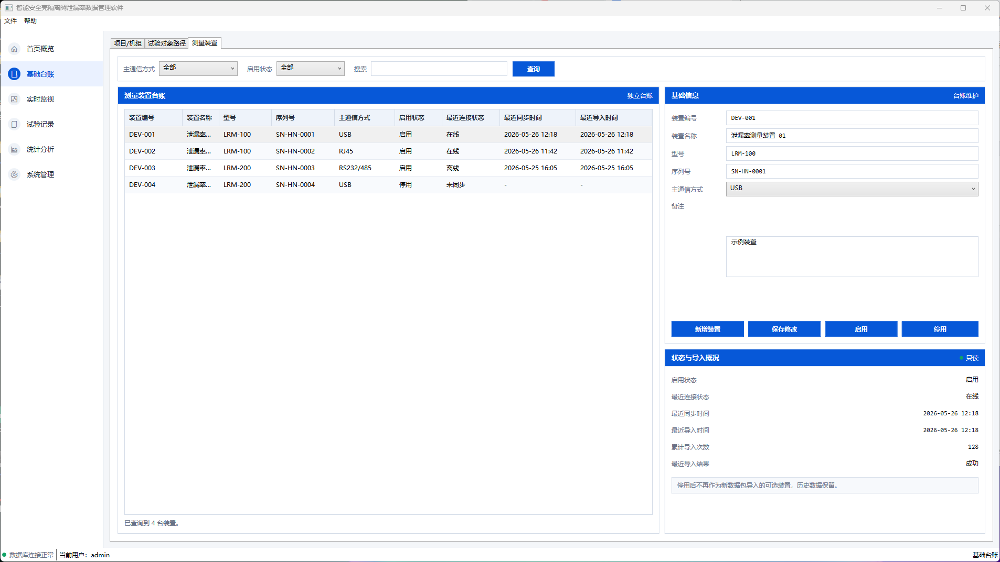 智能安全壳隔离阀泄漏率数据管理软件
文件 帮助
首页概览
基础台账
实时监视
试验记录
统计分析
系统管理
项目/机组 试验对象路径 测量装置
主通信方式 全部 启用状态 全部 搜索 查询
测量装置台账 独立台账
装置编号 装置名称 型号 序列号 主通信方式 启用状态 最近连接状态 最近同步时间 最近导入时间
DEV-001 泄漏率... LRM-100 SN-HN-0001 USB 启用 在线 2026-05-26 12:18 2026-05-26 12:18
DEV-002 泄漏率... LRM-100 SN-HN-0002 RJ45 启用 在线 2026-05-26 11:42 2026-05-26 11:42
DEV-003 泄漏率... LRM-200 SN-HN-0003 RS232/485 启用 离线 2026-05-25 16:05 2026-05-25 16:05
DEV-004 泄漏率... LRM-200 SN-HN-0004 USB 停用 未同步 - -
已查询到 4 台装置。
基础信息 台账维护
装置编号 DEV-001
装置名称 泄漏率测量装置 01
型号 LRM-100
序列号 SN-HN-0001
主通信方式 USB
备注
示例装置
新增装置 保存修改 启用 停用
状态与导入概况 只读
启用状态 启用
最近连接状态 在线
最近同步时间 2026-05-26 12:18
最近导入时间 2026-05-26 12:18
累计导入次数 128
最近导入结果 成功
停用后不再作为新数据包导入的可选装置，历史数据保留。
数据库连接正常 当前用户：admin 基础台账